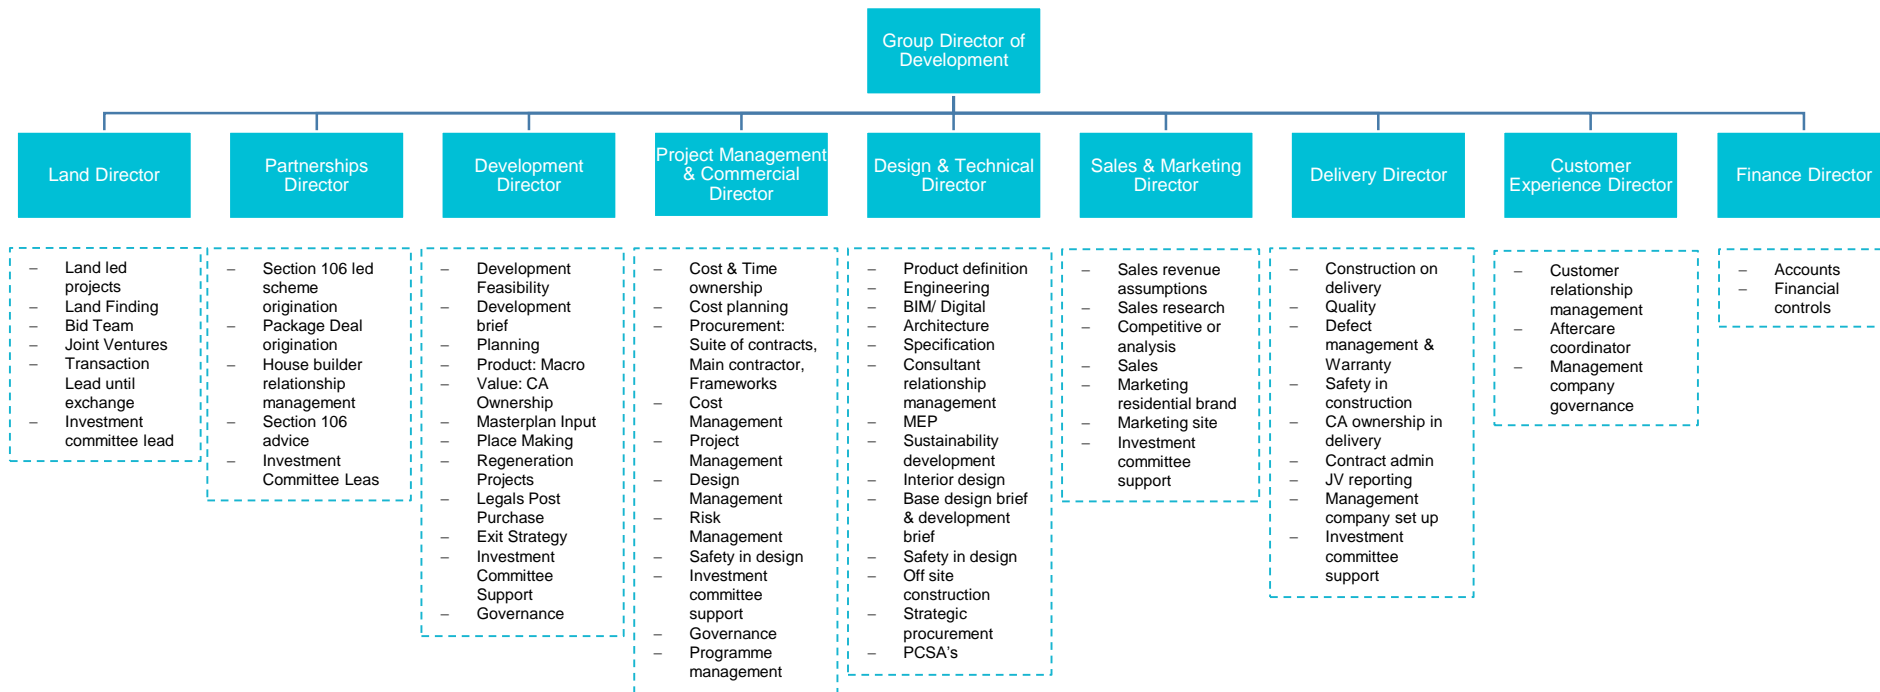 Group Director of
Development
Land Director
Partnerships
Director
Development
Director
Project Management
& Commercial
Director
Design & Technical
Director
Sales & Marketing
Director
Delivery Director
Customer
Experience Director
Finance Director
– Land led
projects
– Land Finding
– Bid Team
– Joint Ventures
– Transaction
Lead until
exchange
– Investment
committee lead
– Section 106 led
scheme
origination
– Package Deal
origination
– House builder
relationship
management
– Section 106
advice
– Investment
Committee Leas
– Development
Feasibility
– Development
brief
– Planning
– Product: Macro
– Value: CA
Ownership
– Masterplan Input
– Place Making
– Regeneration
Projects
– Legals Post
Purchase
– Exit Strategy
– Investment
Committee
Support
– Governance
– Cost & Time
ownership
– Cost planning
– Procurement:
Suite of contracts,
Main contractor,
Frameworks
– Cost
Management
– Project
Management
– Design
Management
– Risk
Management
– Safety in design
– Investment
committee
support
– Governance
– Programme
management
– Product definition
– Engineering
– BIM/ Digital
– Architecture
– Specification
– Consultant
relationship
management
– MEP
– Sustainability
development
– Interior design
– Base design brief
& development
brief
– Safety in design
– Off site
construction
– Strategic
procurement
– PCSA's
– Sales revenue
assumptions
– Sales research
– Competitive or
analysis
– Sales
– Marketing
residential brand
– Marketing site
– Investment
committee
support
– Construction on
delivery
– Quality
– Defect
management &
Warranty
– Safety in
construction
– CA ownership in
delivery
– Contract admin
– JV reporting
– Management
company set up
– Investment
committee
support
– Customer
relationship
management
– Aftercare
coordinator
– Management
company
governance
– Accounts
– Financial
controls